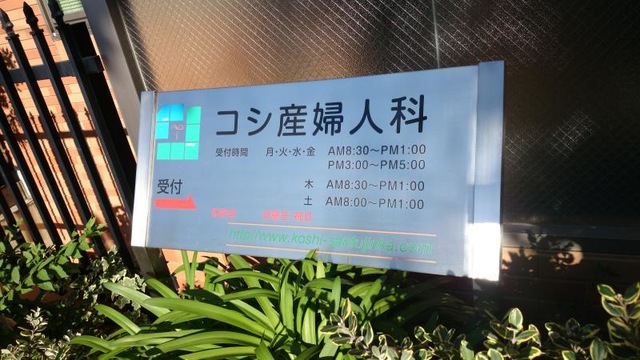 コシ産婦人科
受付時間 月・火・水・金 AM8:30〜PM1:00
PM3:00〜PM5:00
受付 木 AM8:30〜PM1:00
土 AM8:00〜PM1:00